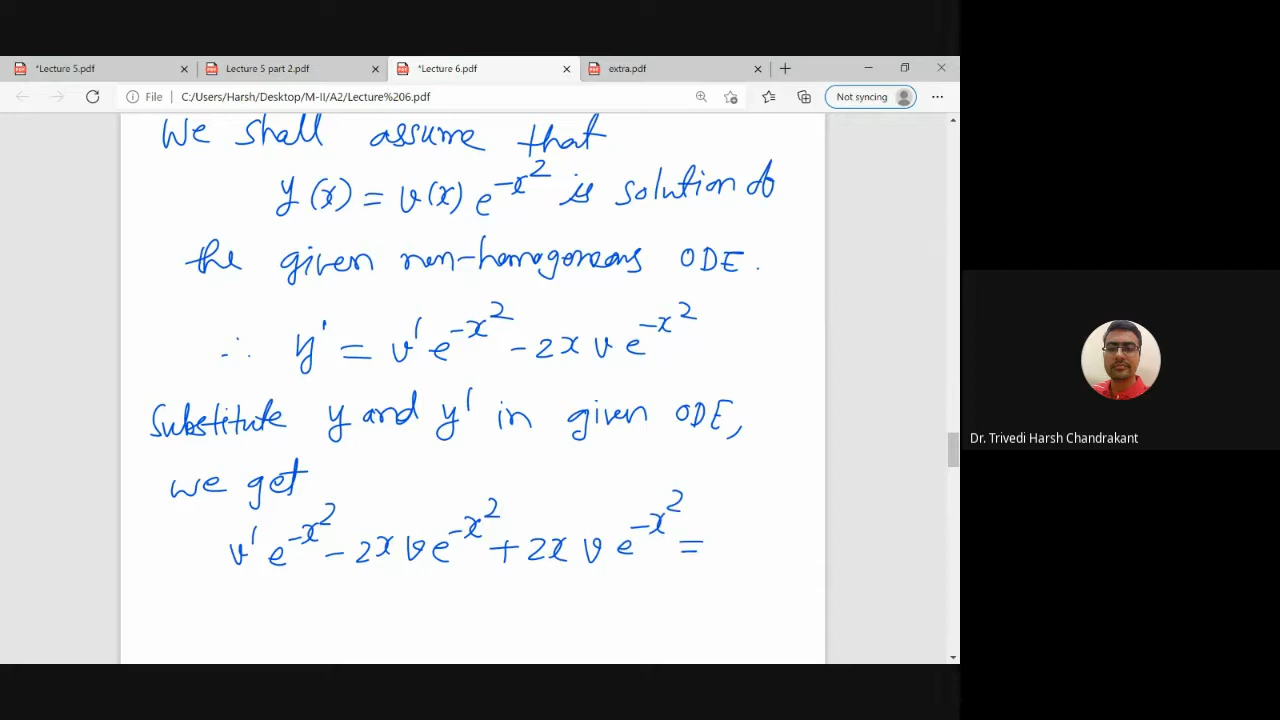 *Lecture 5.pdf
Lecture 5 part 2.pdf
*Lecture 6.pdf
extra.pdf
File | C:/Users/Harsh/Desktop/M-II/A2/Lecture%206.pdf
Not syncing
We shall assume that
y(x) = v(x) e^{-x^2} is solution of
the given non-homogeneous ODE.
∴ y' = v' e^{-x^2} - 2x v e^{-x^2}
Substitute y and y' in given ODE,
we get
v' e^{-x^2} - 2x v e^{-x^2} + 2x v e^{-x^2} =
Dr. Trivedi Harsh Chandrakant